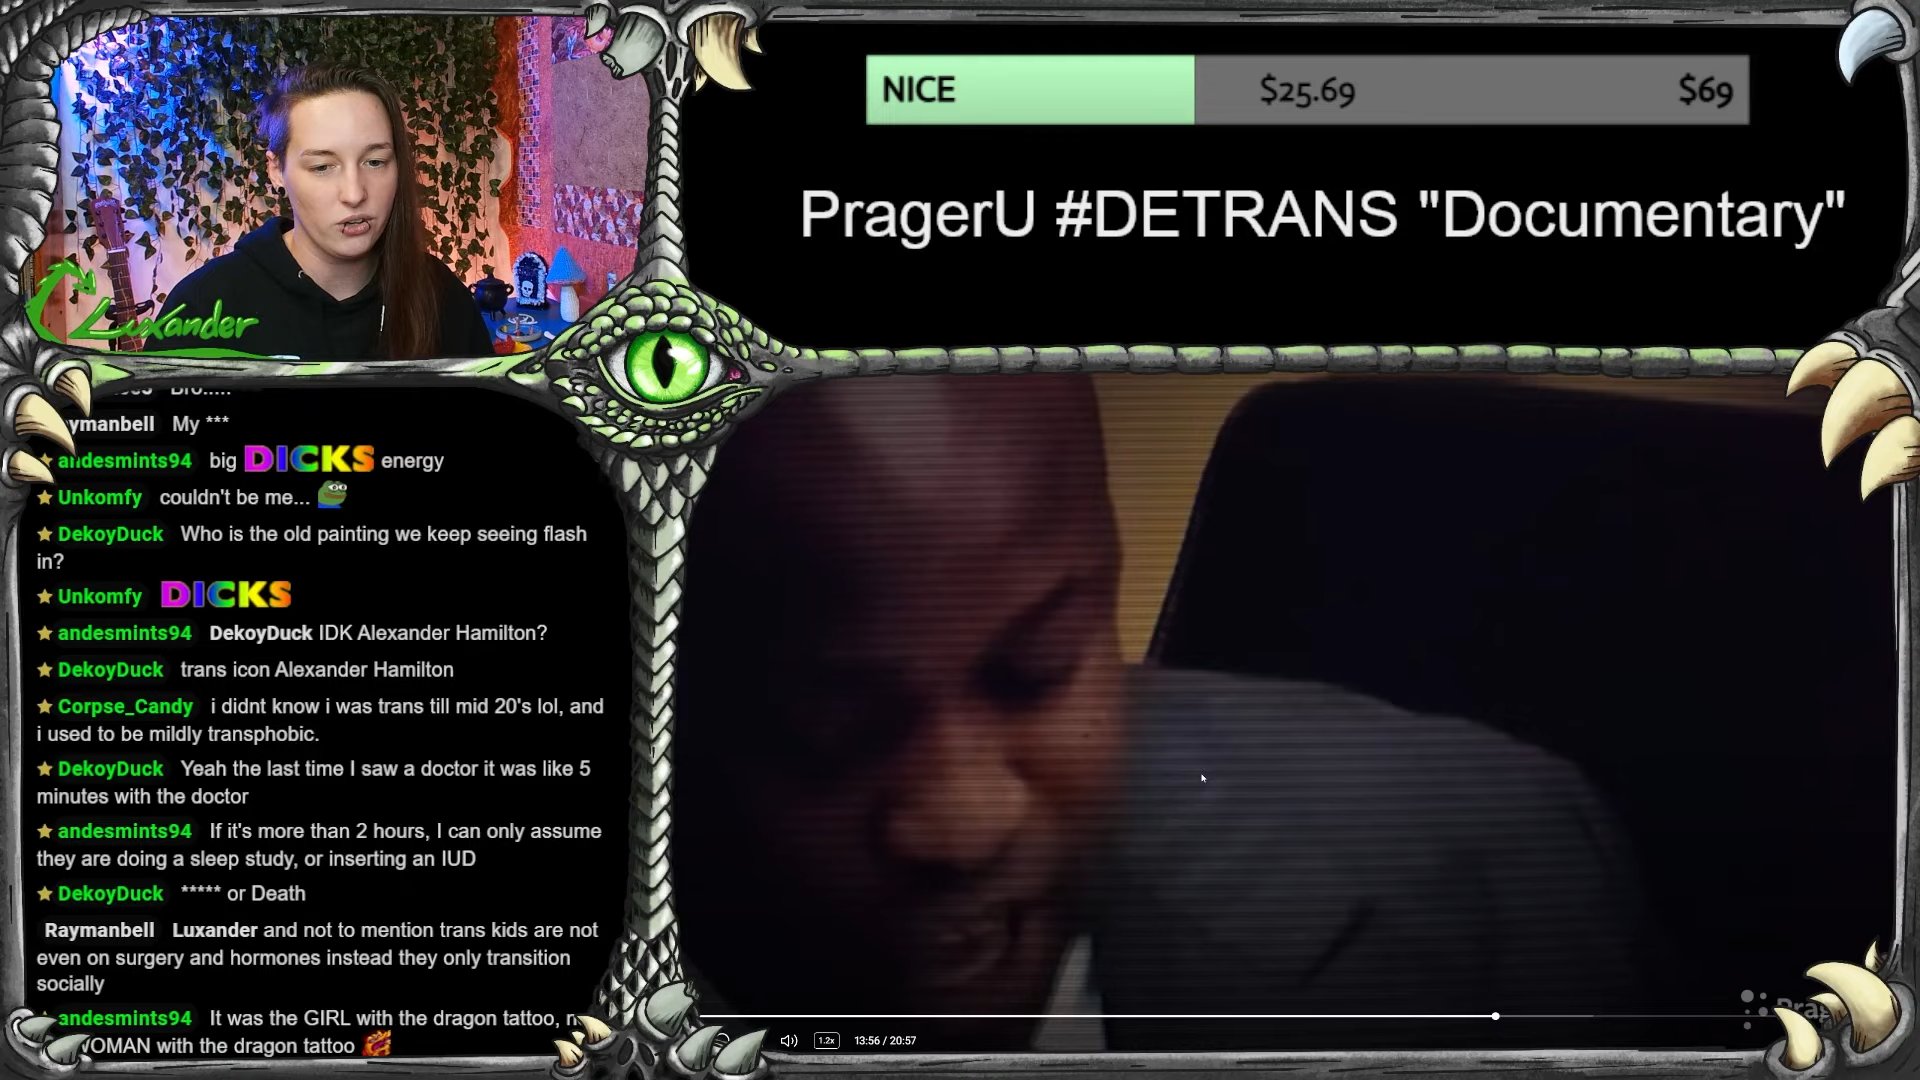 NICE $25.69 $69
PragerU #DETRANS "Documentary"
Luxander
Bro.....
ymanbell My ***
andesmints94 big DICKS energy
Unkomfy couldn't be me...
DekoyDuck Who is the old painting we keep seeing flash
in?
Unkomfy DICKS
andesmints94 DekoyDuck IDK Alexander Hamilton?
DekoyDuck trans icon Alexander Hamilton
Corpse_Candy i didnt know i was trans till mid 20's lol, and
i used to be mildly transphobic.
DekoyDuck Yeah the last time I saw a doctor it was like 5
minutes with the doctor
andesmints94 If it's more than 2 hours, I can only assume
they are doing a sleep study, or inserting an IUD
DekoyDuck ***** or Death
Raymanbell Luxander and not to mention trans kids are not
even on surgery and hormones instead they only transition
socially
andesmints94 It was the GIRL with the dragon tattoo,
WOMAN with the dragon tattoo
1.2x 13:56 / 20:57